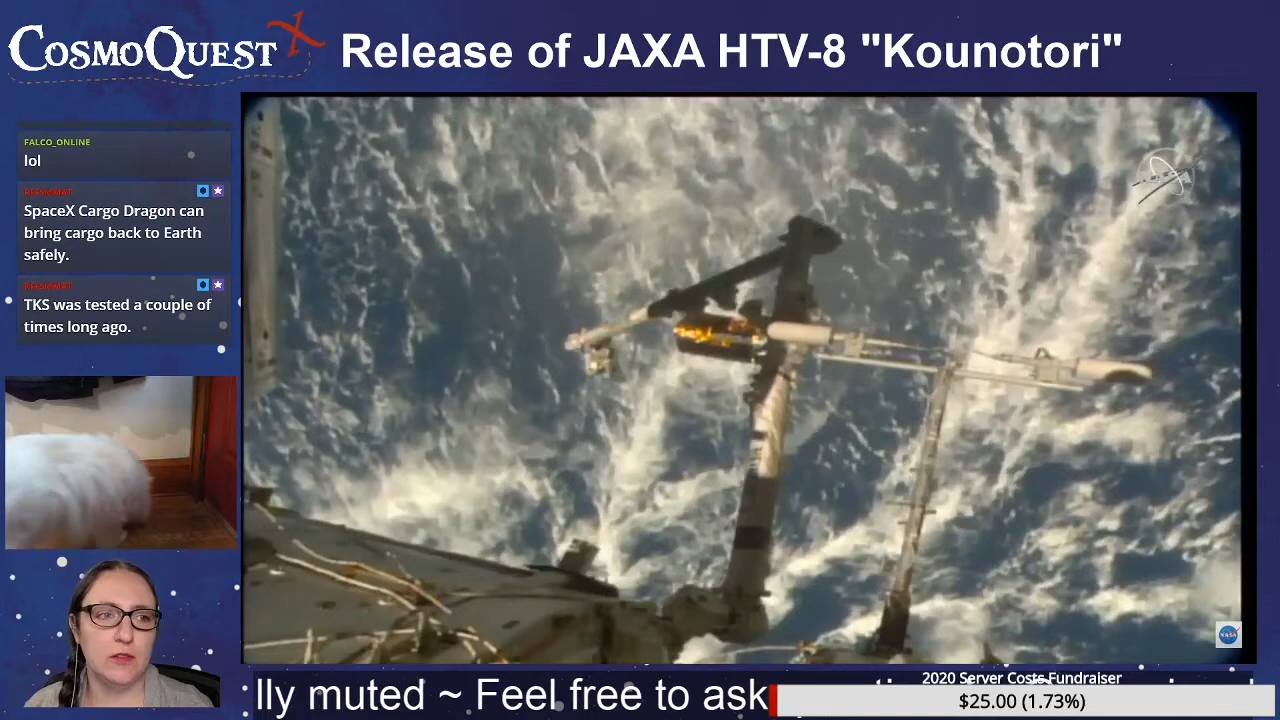 CosmoQuest X
Release of JAXA HTV-8 "Kounotori"
FALCO_ONLINE
lol
SpaceX Cargo Dragon can
bring cargo back to Earth
safely.
TKS was tested a couple of
times long ago.
NASA
lly muted ~ Feel free to ask
2020 Server Costs Fundraiser
$25.00 (1.73%)